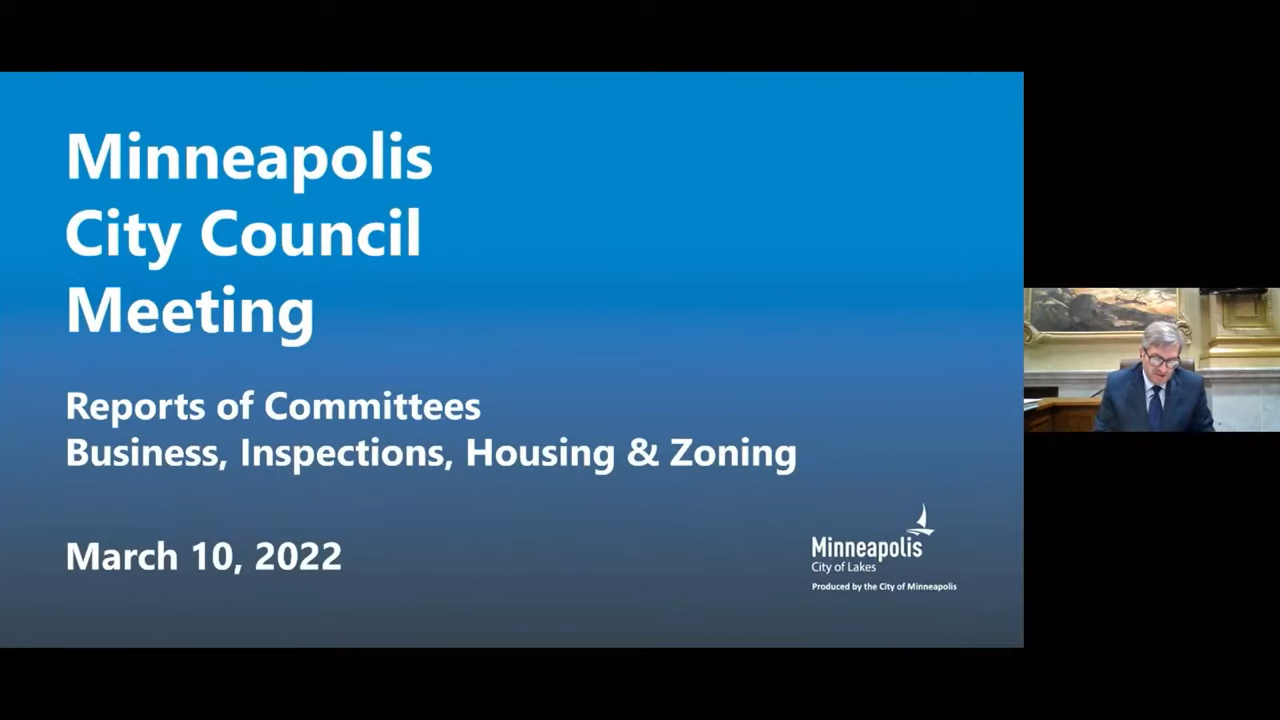 Minneapolis
City Council
Meeting
Reports of Committees
Business, Inspections, Housing & Zoning
March 10, 2022
Minneapolis
City of Lakes
Produced by the City of Minneapolis